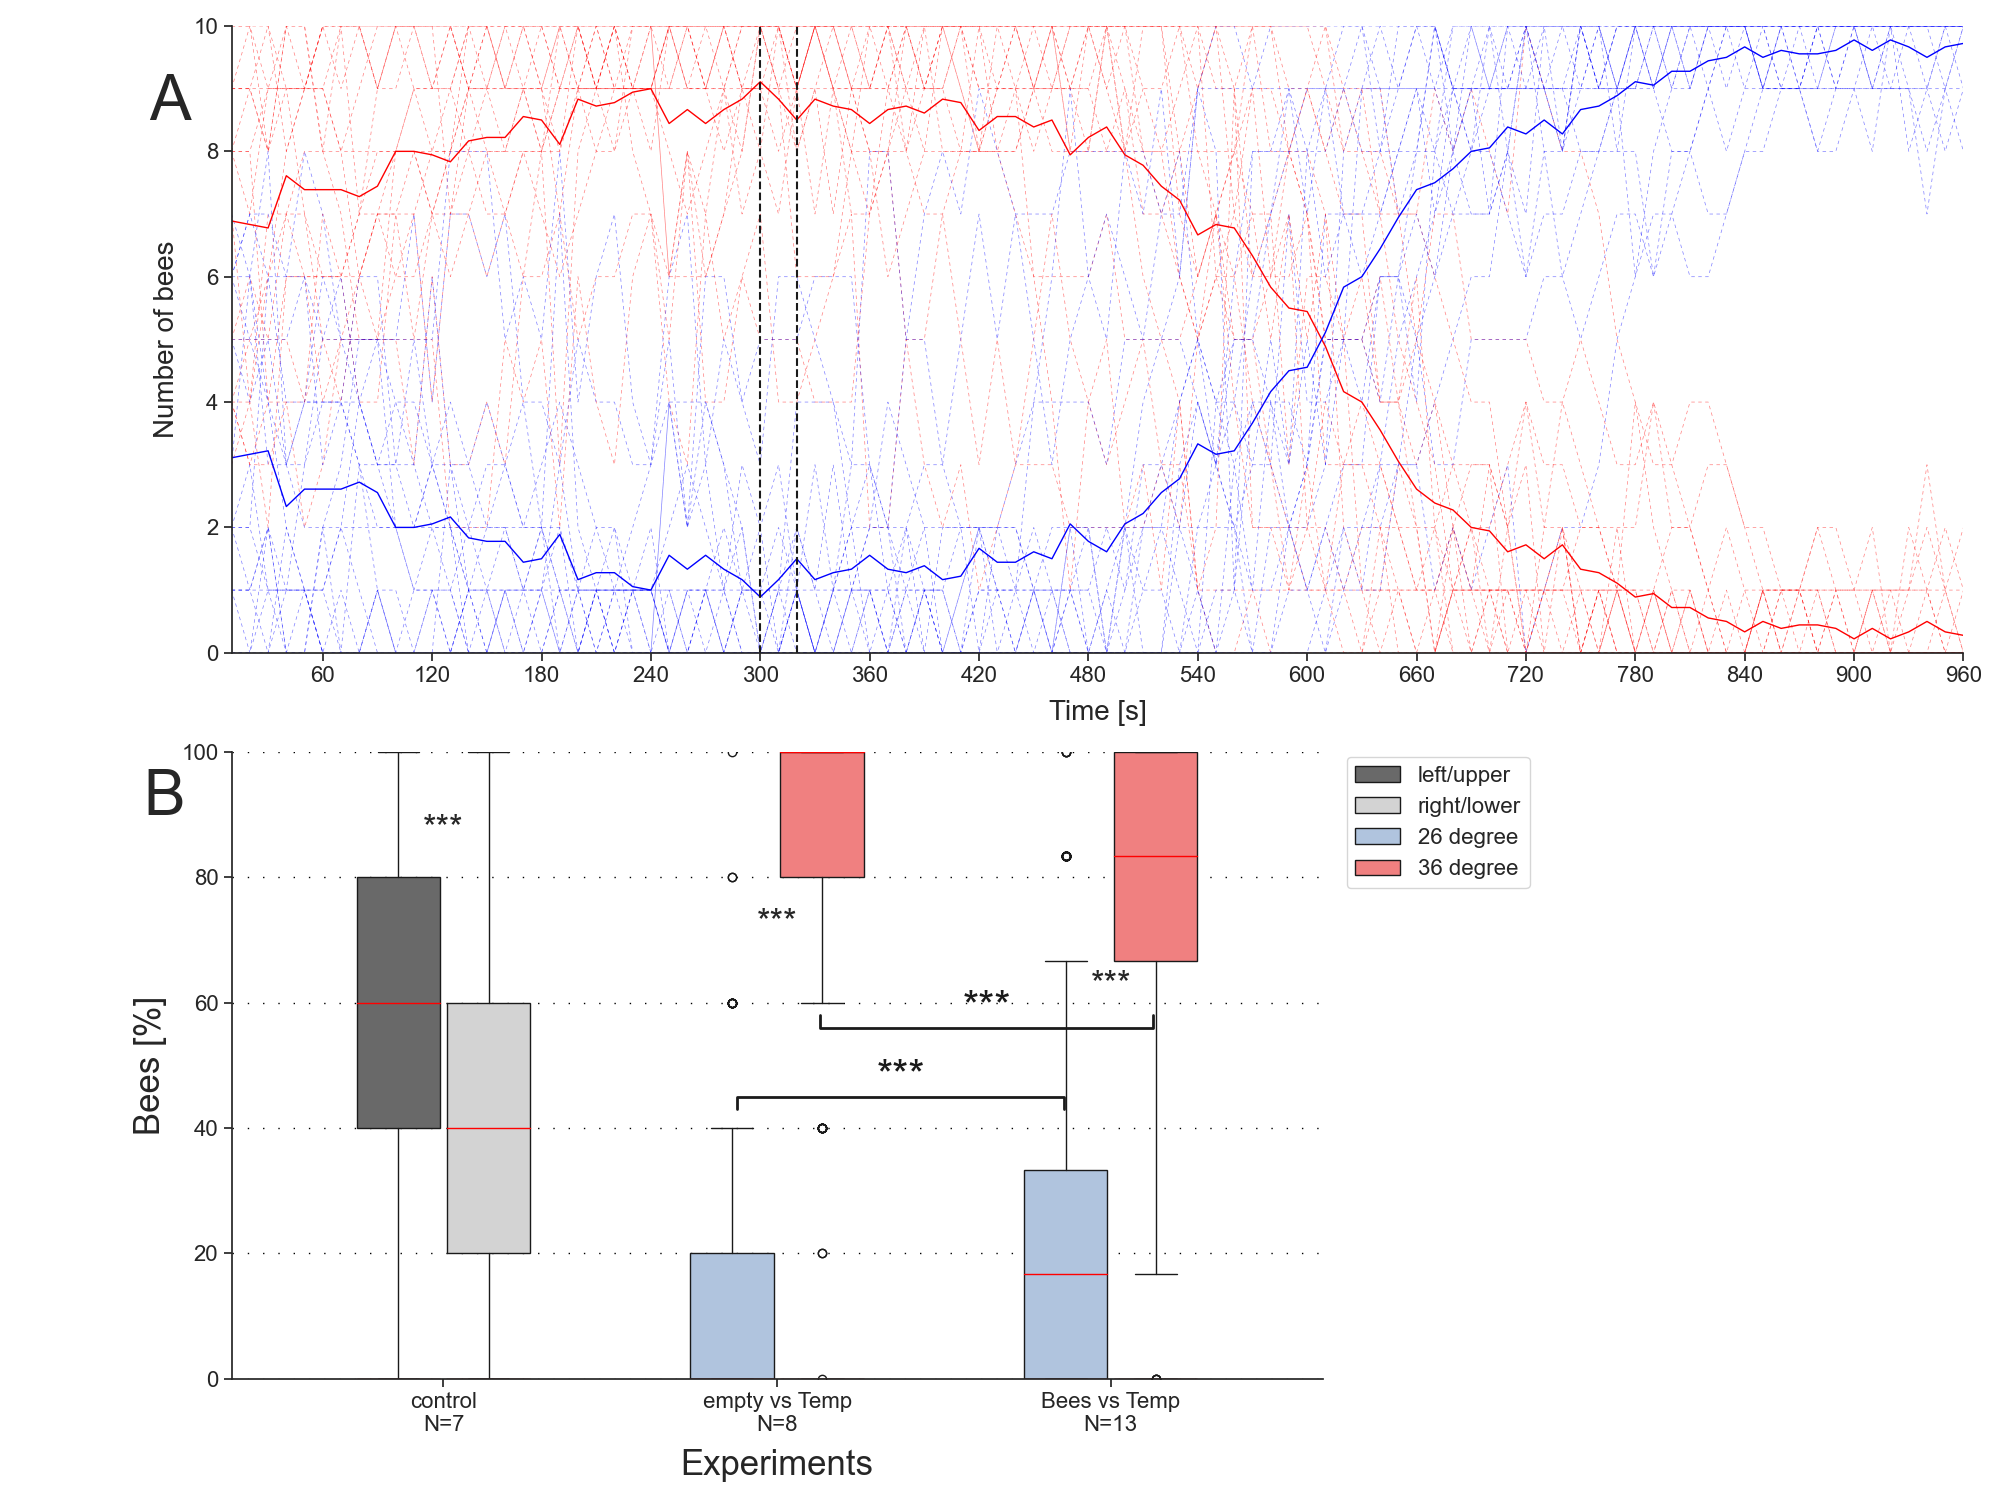 A
10
8
6
4
2
0
Number of bees
60 120 180 240 300 360 420 480 540 600 660 720 780 840 900 960
Time [s]
B
100
80
60
40
20
0
Bees [%]
***
***
***
***
***
left/upper
right/lower
26 degree
36 degree
control empty vs Temp Bees vs Temp
N=7 N=8 N=13
Experiments